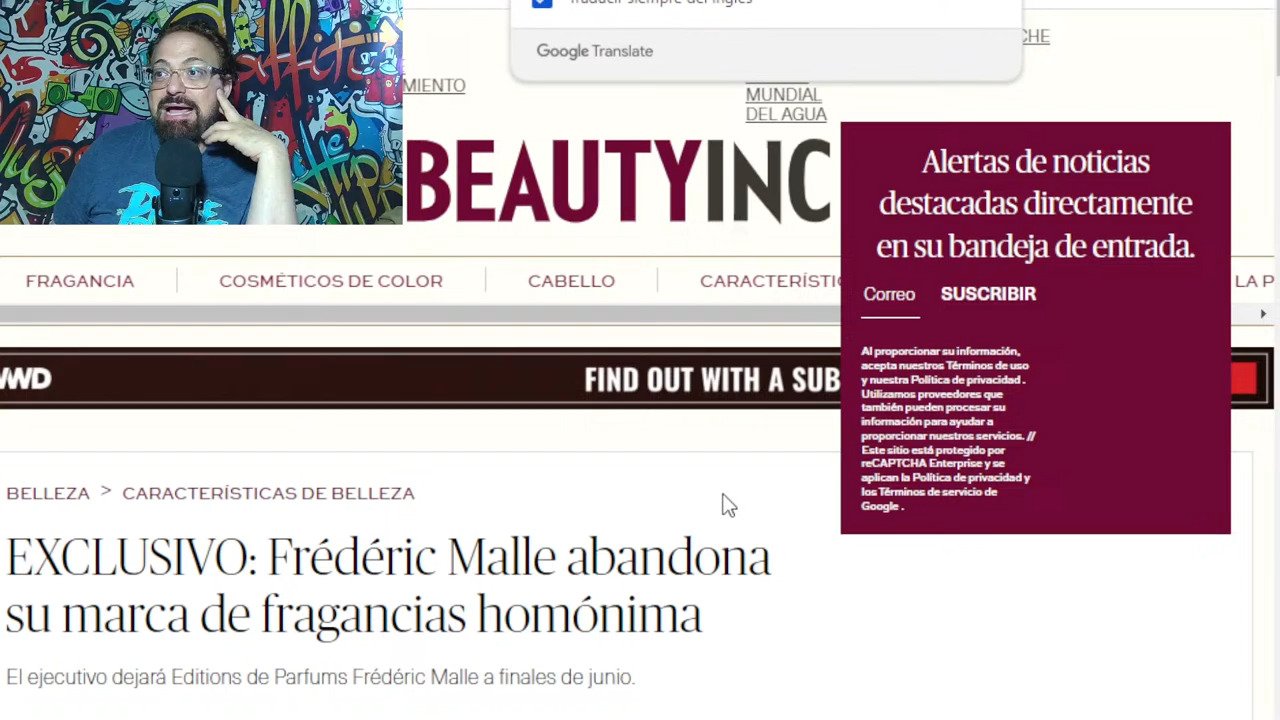 Traducir siempre del inglés
Google Translate
CHE
MIENTO
MUNDIAL
DEL AGUA
BEAUTYINC
Alertas de noticias
destacadas directamente
en su bandeja de entrada.
Correo SUSCRIBIR
FRAGANCIA
COSMÉTICOS DE COLOR
CABELLO
CARACTERÍSTIC
LA P
Al proporcionar su información,
acepta nuestros Términos de uso
y nuestra Política de privacidad .
Utilizamos proveedores que
también pueden procesar su
información para ayudar a
proporcionar nuestros servicios. //
Este sitio está protegido por
reCAPTCHA Enterprise y se
aplican la Política de privacidad y
los Términos de servicio de
Google .
WWD
FIND OUT WITH A SUB
BELLEZA > CARACTERÍSTICAS DE BELLEZA
EXCLUSIVO: Frédéric Malle abandona
su marca de fragancias homónima
El ejecutivo dejará Editions de Parfums Frédéric Malle a finales de junio.